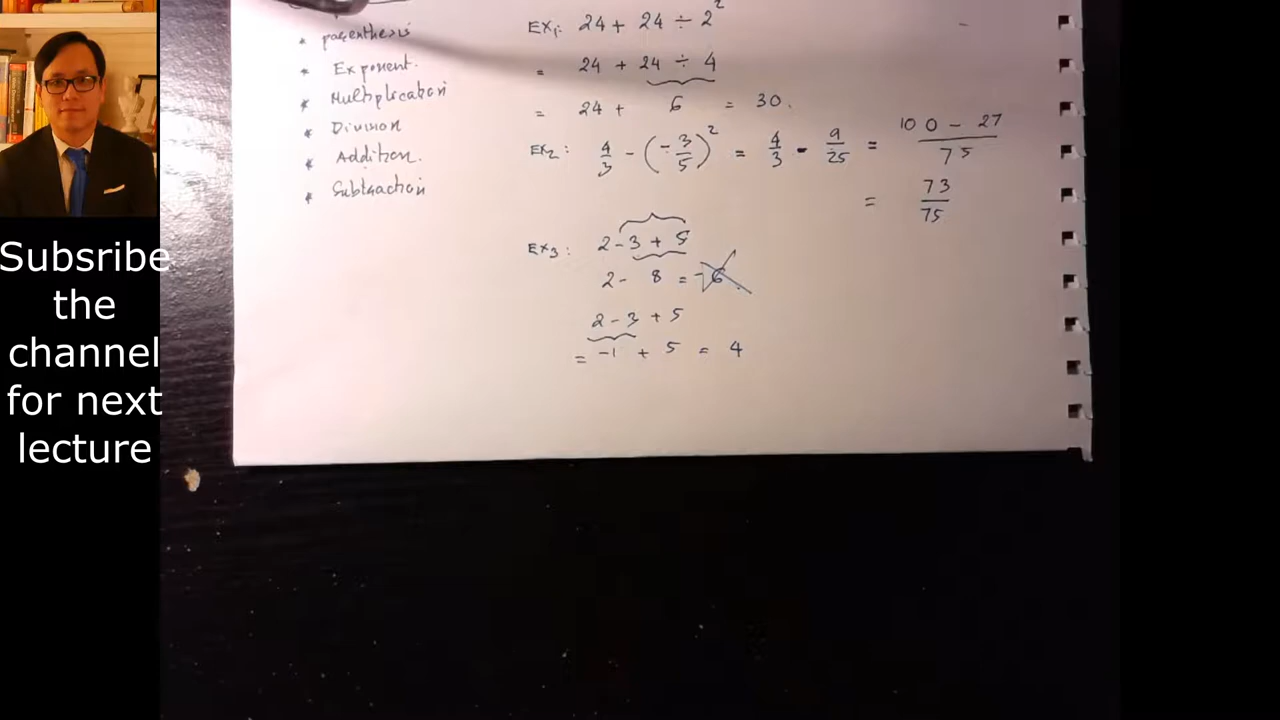 * parenthesis
* Exponent.
* Multiplication
* Division
* Addition.
* Subtraction
Ex1: 24 + 24 ÷ 2²
= 24 + 24 ÷ 4
= 24 + 6 = 30.
Ex2: 4/3 - (-3/5)² = 4/3 - 9/25 = 100 - 27 / 75
= 73/75
Ex3: 2 - 3 + 5
2 - 8 = -6.
2 - 3 + 5
= -1 + 5 = 4
Subsribe
the
channel
for next
lecture